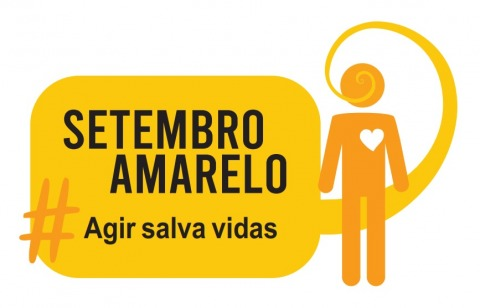 SETEMBRO
AMARELO
# Agir salva vidas